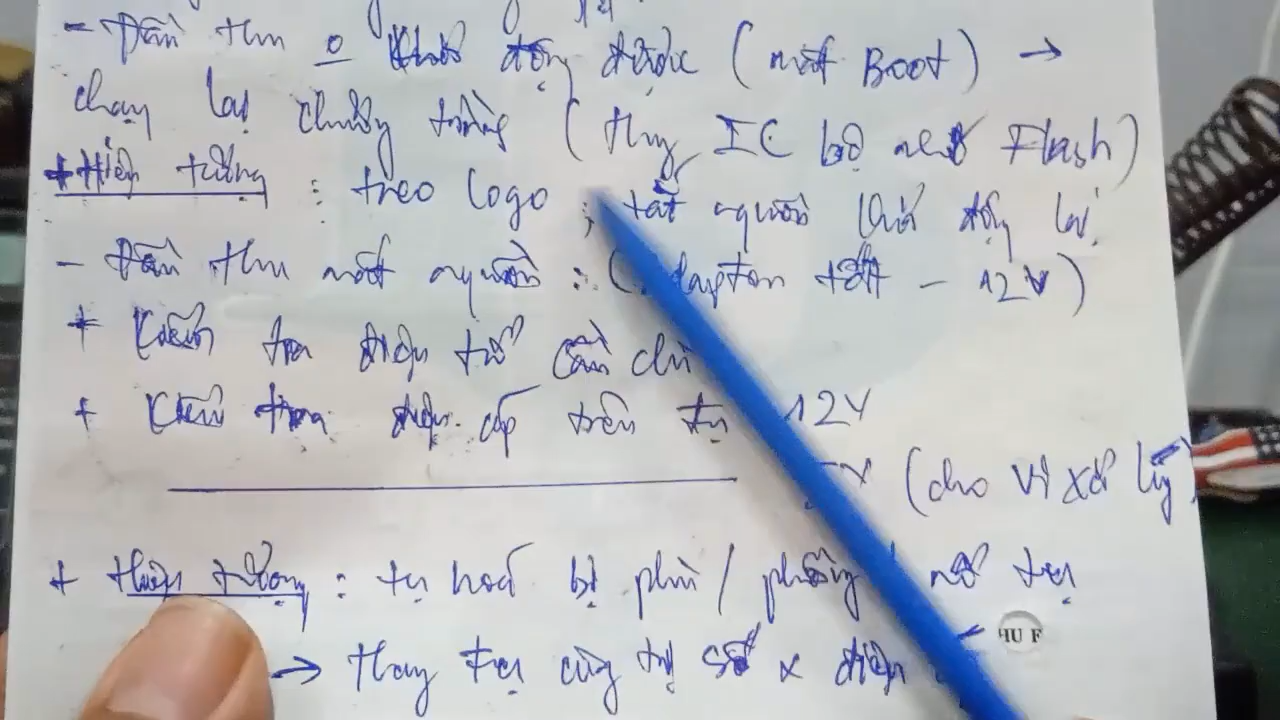 - Đầu thu o khởi động được (mất Boot) →
chạy lại chương trình (thay IC bộ nhớ Flash)
+ Hiện tượng : treo logo ; tắt nguồn khởi động lại
- Đầu thu mất nguồn : (Adapter tốt - 12V)
+ Kiểm tra điện trở cầu chì
+ Kiểm tra điện áp trên tụ 12V
5V (cho vi xử lý)
+ Hiện tượng : tụ hoá bị phù / phồng nổ tụ
HU F
→ thay tụ cùng trị số x điện